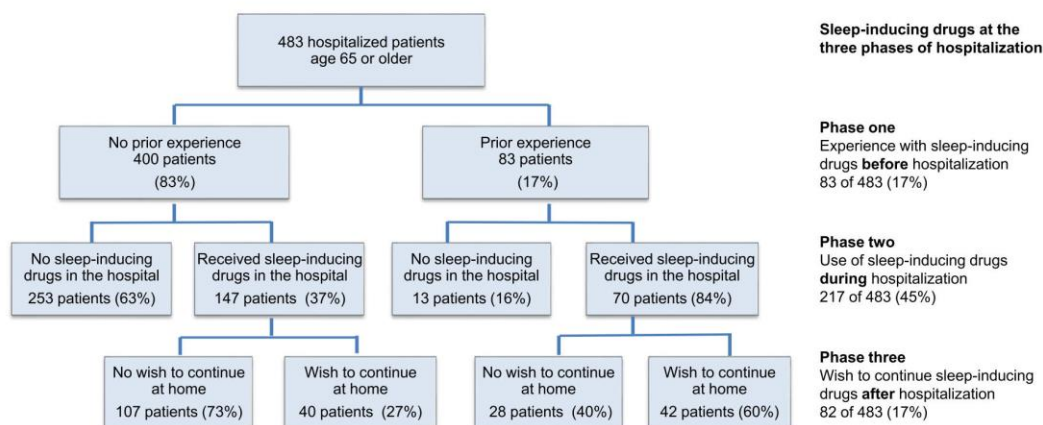 483 hospitalized patients
age 65 or older
Sleep-inducing drugs at the
three phases of hospitalization
No prior experience
400 patients
(83%)
Prior experience
83 patients
(17%)
Phase one
Experience with sleep-inducing
drugs before hospitalization
83 of 483 (17%)
No sleep-inducing
drugs in the hospital
253 patients (63%)
Received sleep-inducing
drugs in the hospital
147 patients (37%)
No sleep-inducing
drugs in the hospital
13 patients (16%)
Received sleep-inducing
drugs in the hospital
70 patients (84%)
Phase two
Use of sleep-inducing drugs
during hospitalization
217 of 483 (45%)
No wish to continue
at home
107 patients (73%)
Wish to continue
at home
40 patients (27%)
No wish to continue
at home
28 patients (40%)
Wish to continue
at home
42 patients (60%)
Phase three
Wish to continue sleep-inducing
drugs after hospitalization
82 of 483 (17%)